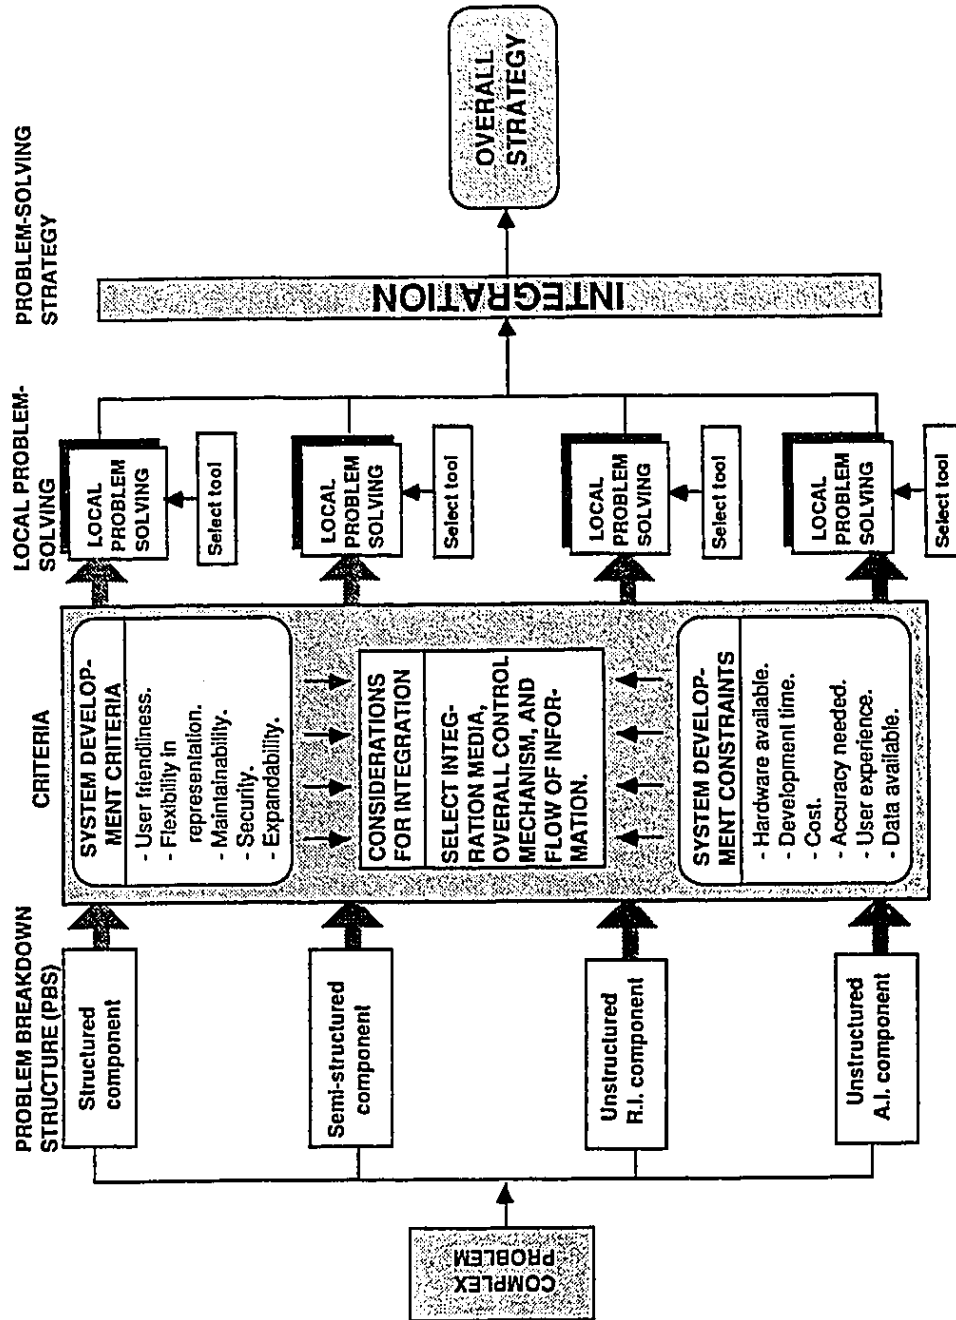 PROBLEM BREAKDOWN
STRUCTURE (PBS)
CRITERIA
LOCAL PROBLEM-
SOLVING
PROBLEM-SOLVING
STRATEGY
COMPLEX
PROBLEM
Structured
component
Semi-structured
component
Unstructured
R.I. component
Unstructured
A.I. component
SYSTEM DEVELOP-
MENT CRITERIA
- User friendliness.
- Flexibility in
representation.
- Maintainability.
- Security.
- Expandability.
CONSIDERATIONS
FOR INTEGRATION
SELECT INTEG-
RATION MEDIA,
OVERALL CONTROL
MECHANISM, AND
FLOW OF INFOR-
MATION.
SYSTEM DEVELOP-
MENT CONSTRAINTS
- Hardware available.
- Development time.
- Cost.
- Accuracy needed.
- User experience.
- Data available.
LOCAL
PROBLEM
SOLVING
Select tool
LOCAL
PROBLEM
SOLVING
Select tool
LOCAL
PROBLEM
SOLVING
Select tool
LOCAL
PROBLEM
SOLVING
Select tool
INTEGRATION
OVERALL
STRATEGY